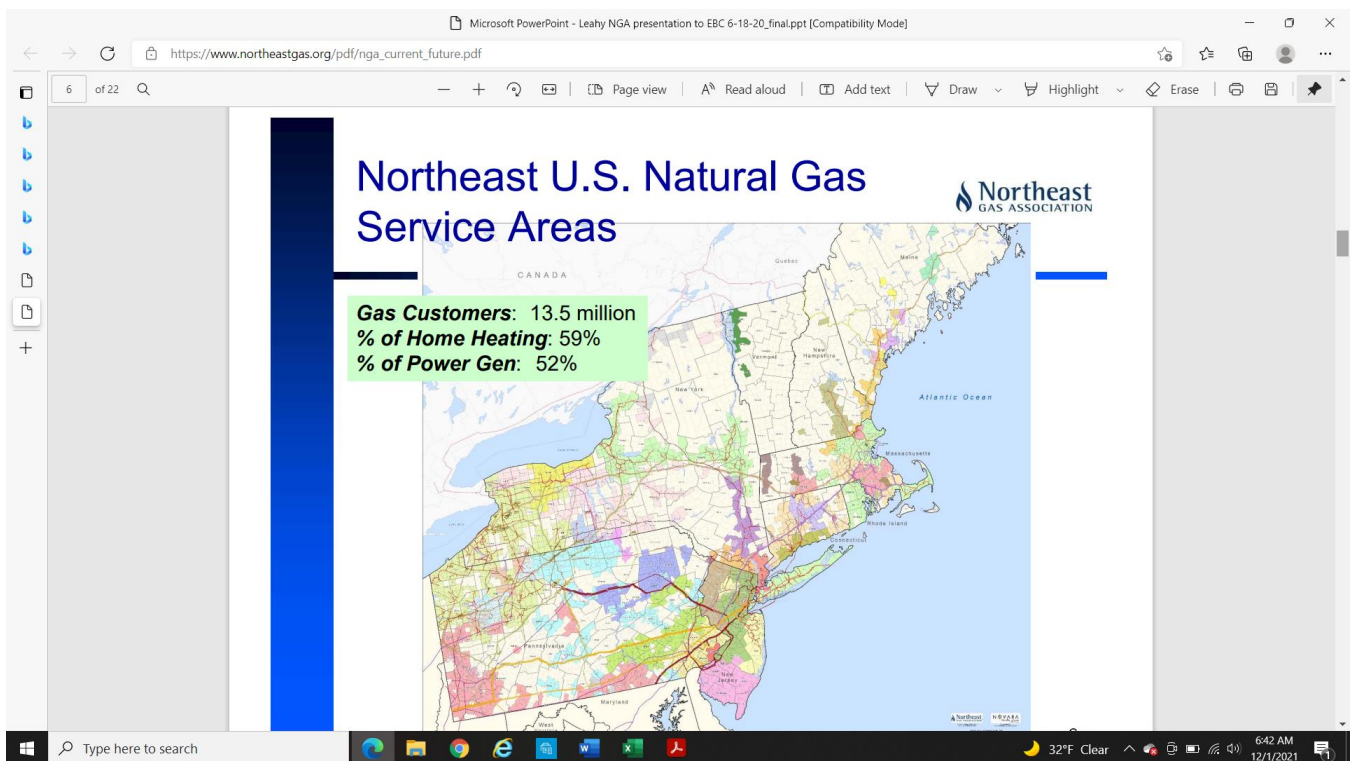 Microsoft PowerPoint - Leahy NGA presentation to EBC 6-18-20_final.ppt [Compatibility Mode]
https://www.northeastgas.org/pdf/nga_current_future.pdf
6 of 22
Page view
Read aloud
Add text
Draw
Highlight
Erase
Northeast U.S. Natural Gas
Service Areas
Northeast
GAS ASSOCIATION
CANADA
Quebec
Maine
Gas Customers: 13.5 million
% of Home Heating: 59%
% of Power Gen: 52%
Vermont
New
Hampshire
New York
Atlantic Ocean
Massachusetts
Rhode Island
Connecticut
Pennsylvania
New
Jersey
Maryland
West
Northeast
Type here to search
32°F Clear
6:42 AM
12/1/2021